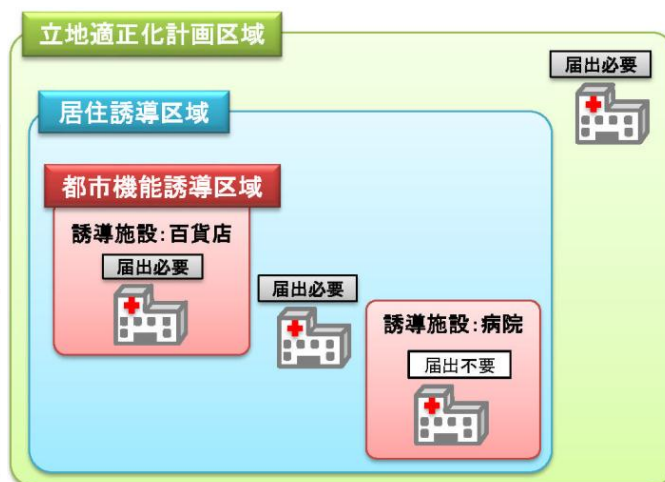 立地適正化計画区域
届出必要
居住誘導区域
都市機能誘導区域
誘導施設:百貨店
届出必要
届出必要
誘導施設:病院
届出不要